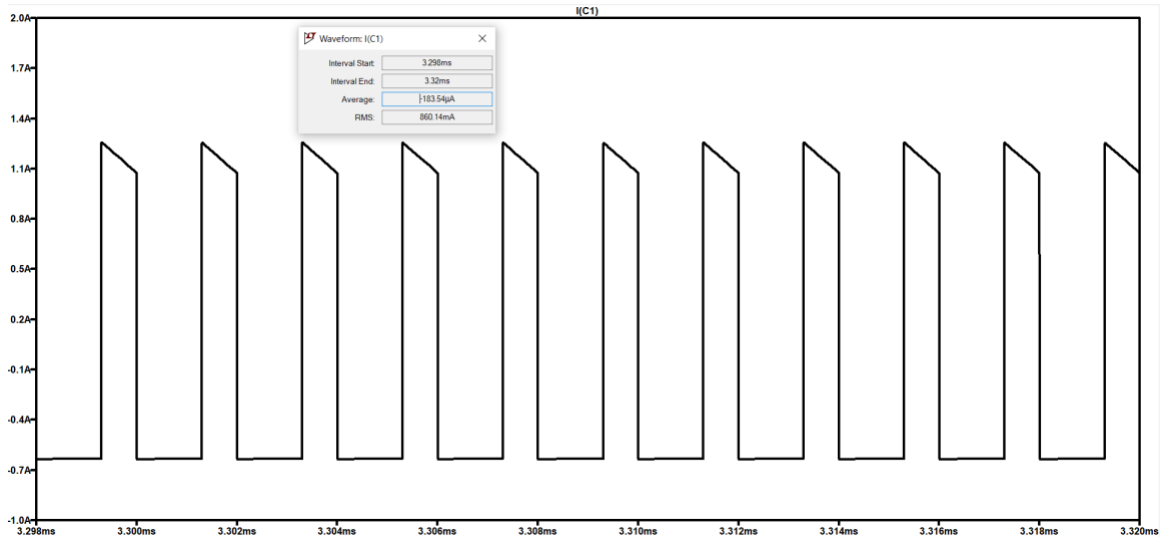 I(C1)
2.0A
1.7A
1.4A
1.1A
0.8A
0.5A
0.2A
-0.1A
-0.4A
-0.7A
-1.0A
Waveform: I(C1)
Interval Start: 3.298ms
Interval End: 3.32ms
Average: -183.54µA
RMS: 860.14mA
3.298ms 3.300ms 3.302ms 3.304ms 3.306ms 3.308ms 3.310ms 3.312ms 3.314ms 3.316ms 3.318ms 3.320ms